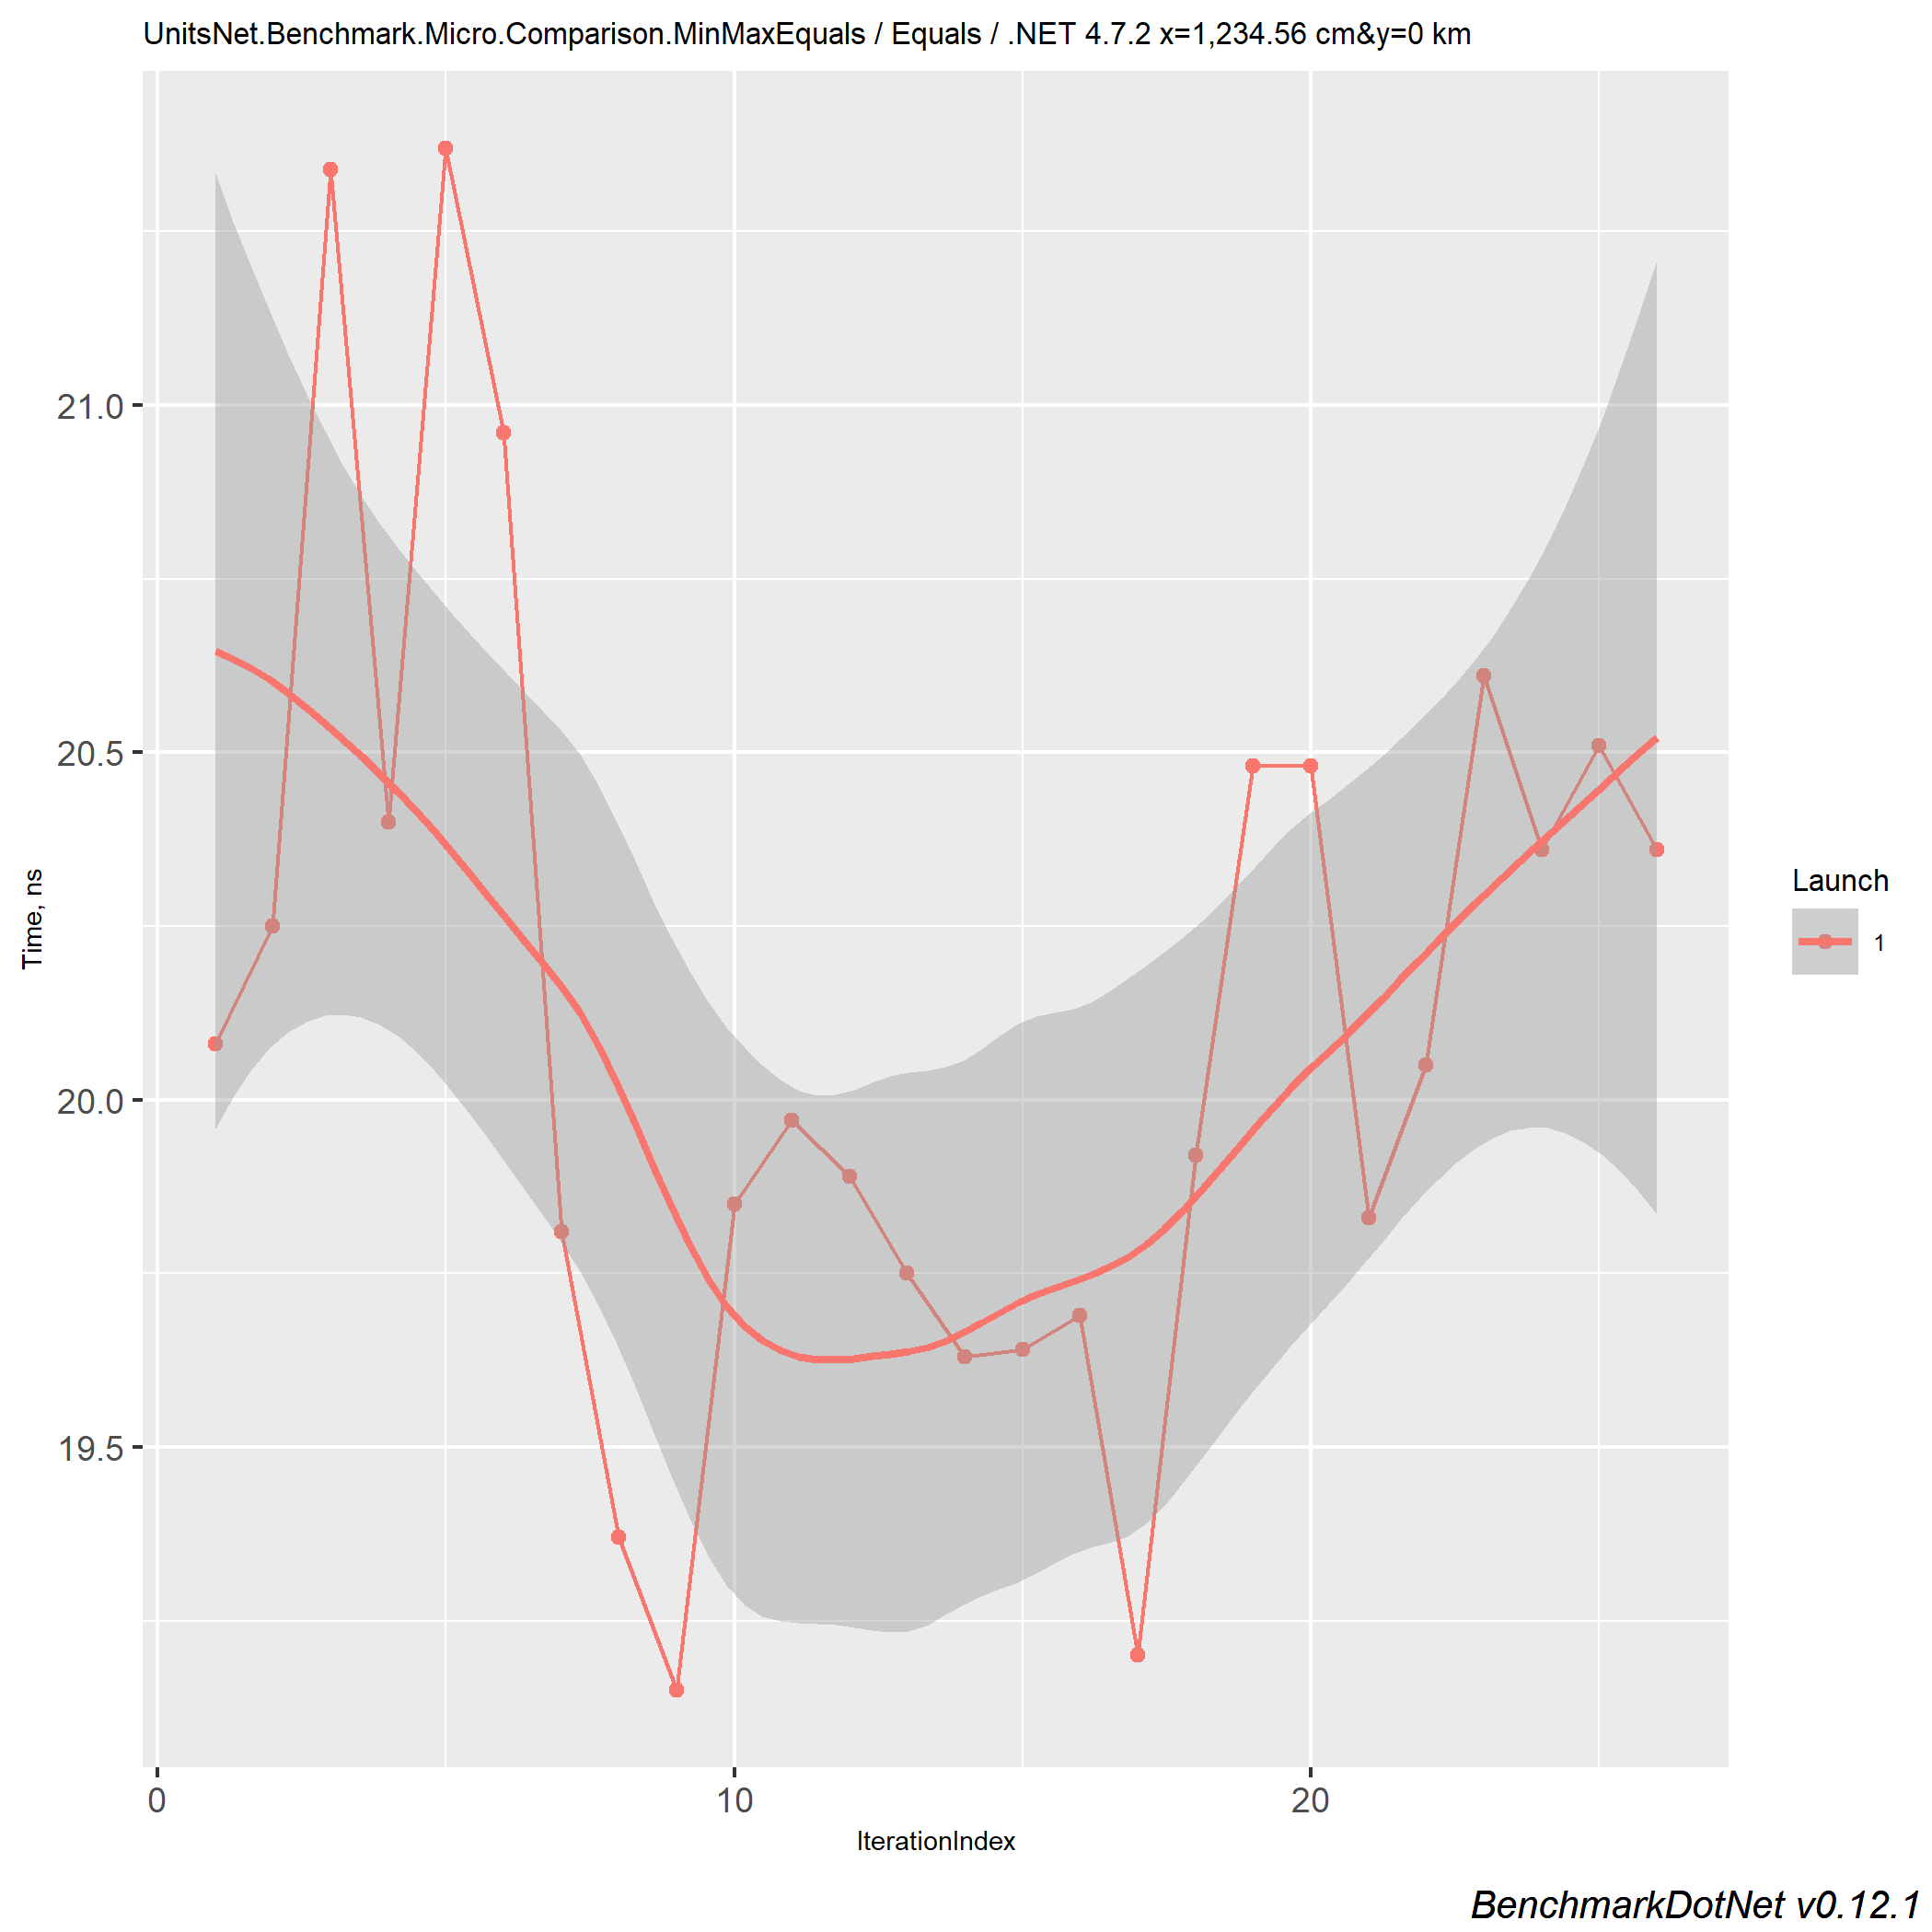 UnitsNet.Benchmark.Micro.Comparison.MinMaxEquals / Equals / .NET 4.7.2 x=1,234.56 cm&y=0 km
21.0
20.5
20.0
19.5
Time, ns
0 10 20
IterationIndex
Launch
1
BenchmarkDotNet v0.12.1